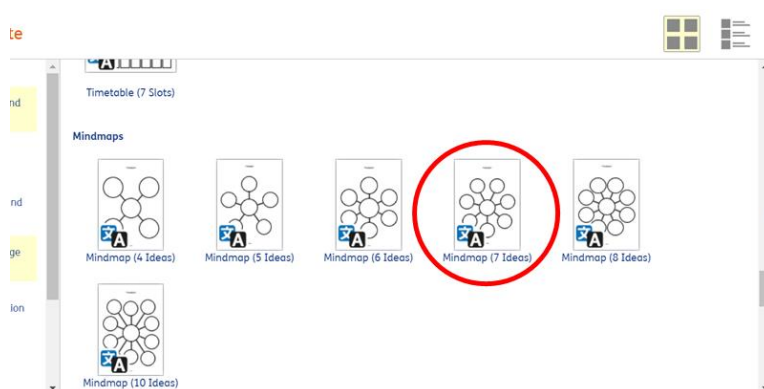 te
nd
Timetable (7 Slots)
Mindmaps
nd
ge
Mindmap (4 Ideas) Mindmap (5 Ideas) Mindmap (6 Ideas) Mindmap (7 Ideas) Mindmap (8 Ideas)
ion
Mindmap (10 Ideas)